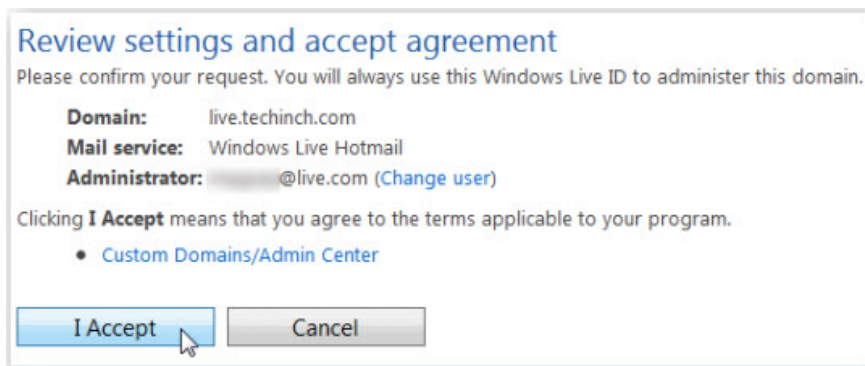 Review settings and accept agreement
Please confirm your request. You will always use this Windows Live ID to administer this domain.
Domain: live.techinch.com
Mail service: Windows Live Hotmail
Administrator: @live.com (Change user)
Clicking I Accept means that you agree to the terms applicable to your program.
• Custom Domains/Admin Center
I Accept Cancel